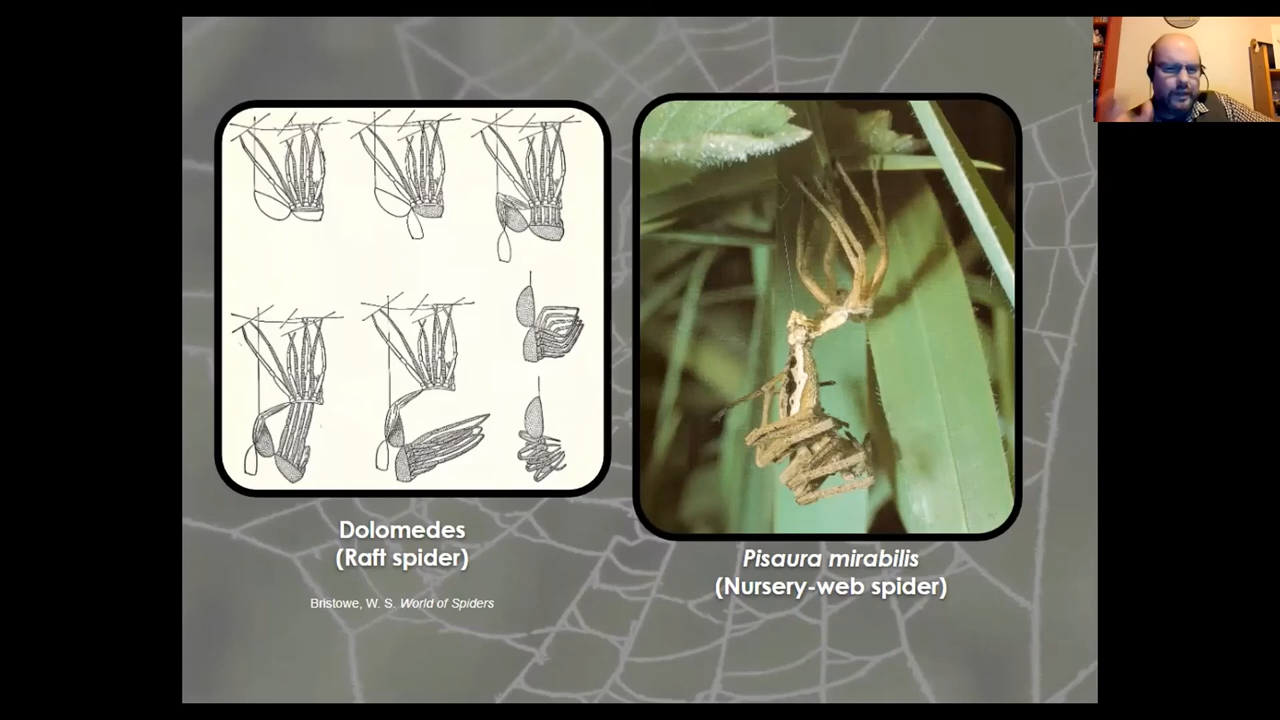 Dolomedes
(Raft spider)
Bristowe, W. S. World of Spiders
Pisaura mirabilis
(Nursery-web spider)